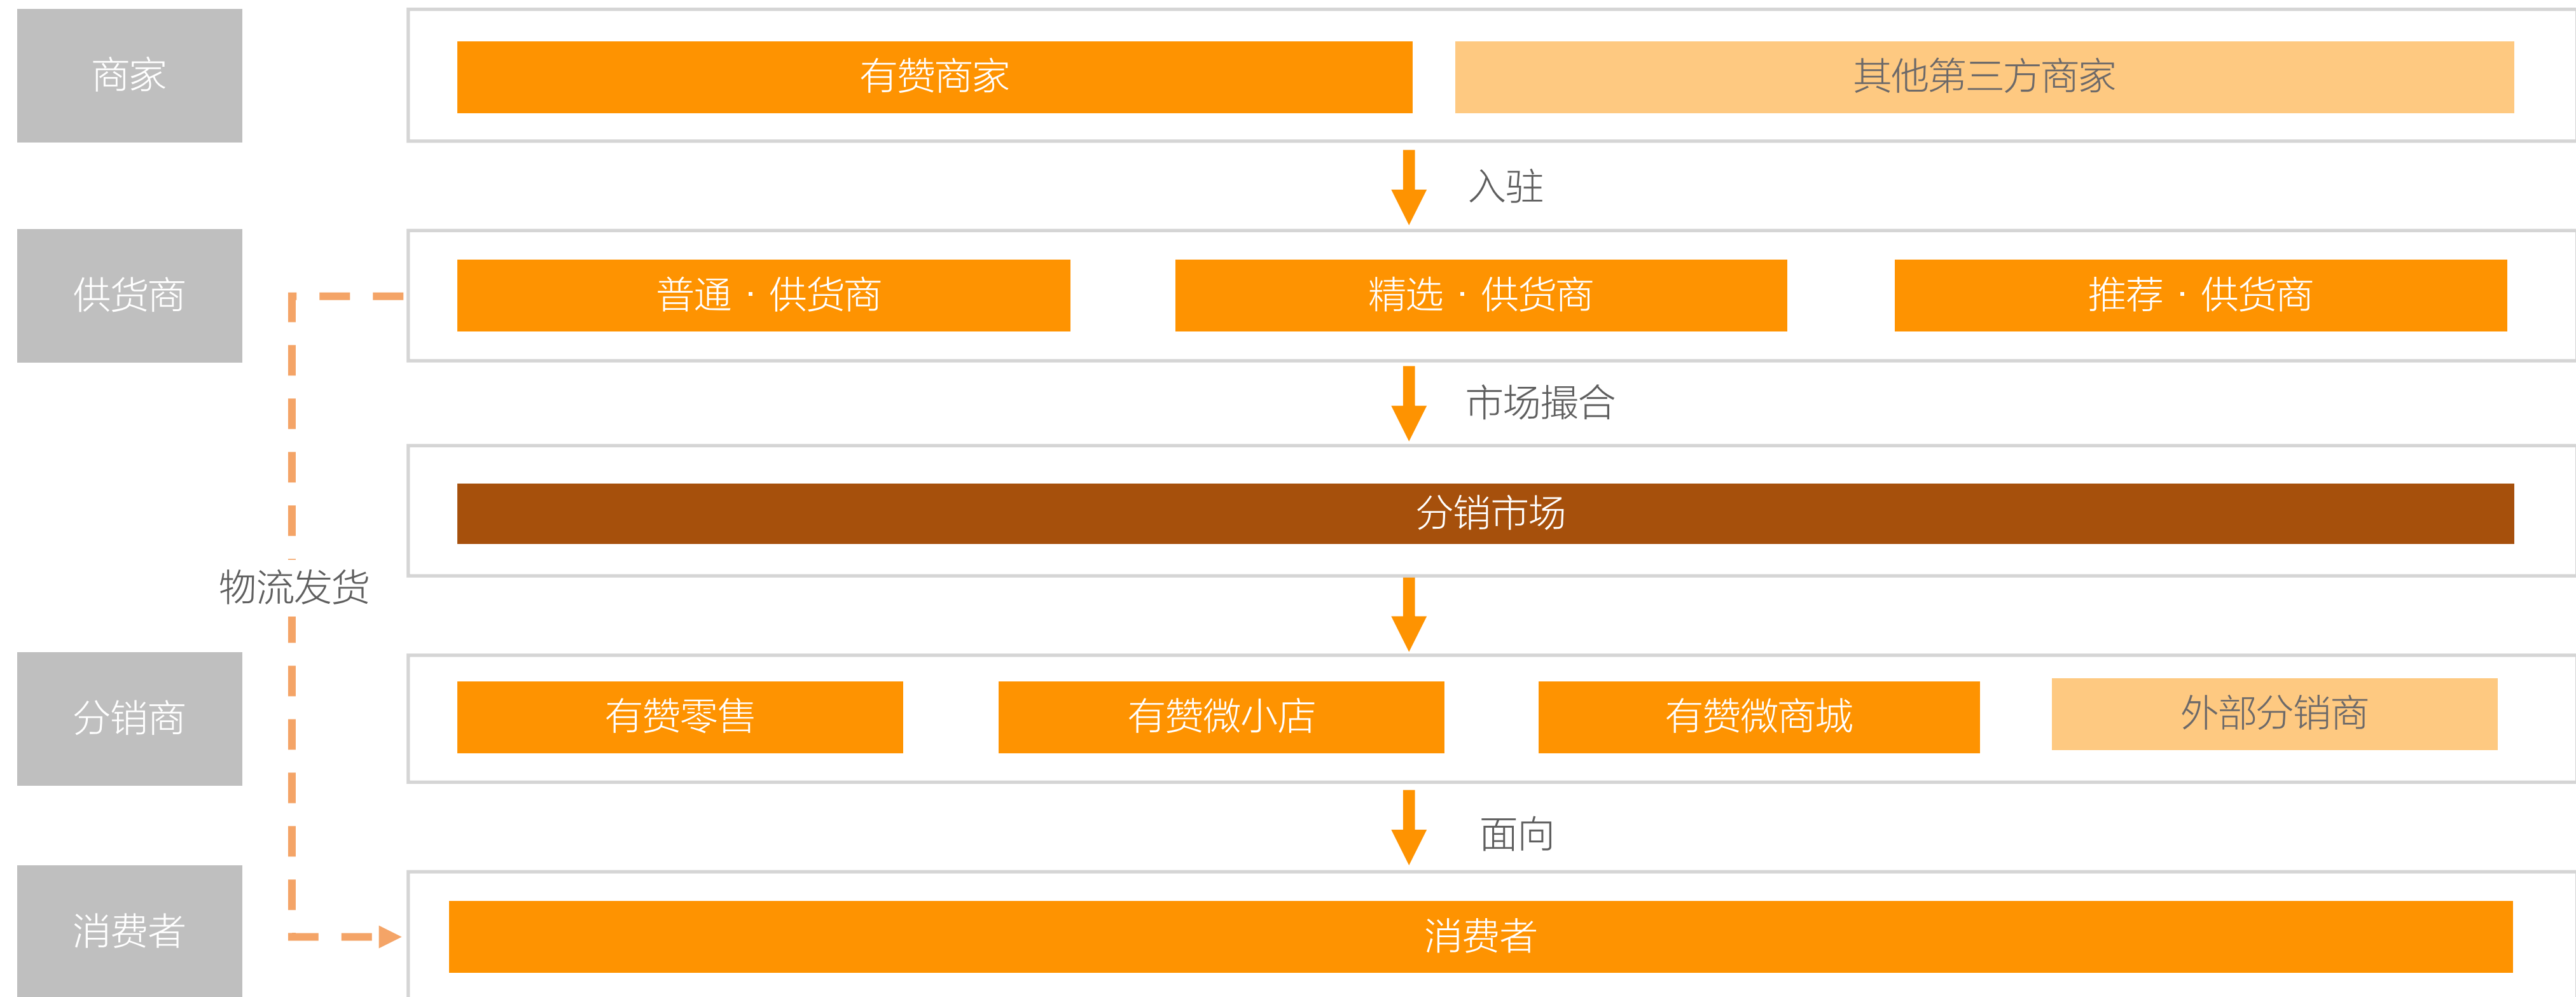 商家
有赞商家
其他第三方商家
入驻
供货商
普通 · 供货商
精选 · 供货商
推荐 · 供货商
市场撮合
分销市场
物流发货
分销商
有赞零售
有赞微小店
有赞微商城
外部分销商
面向
消费者
消费者